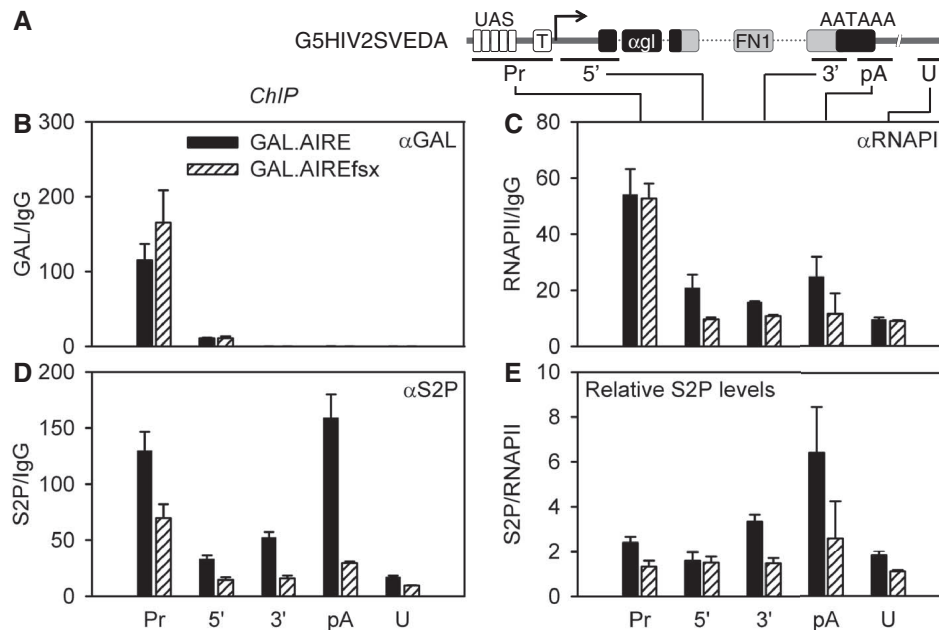 A
UAS
AATAAA
G5HIV2SVEDA
T
αgl
FN1
Pr
5'
3'
pA
U
ChIP
B
αGAL
GAL.AIRE
GAL.AIREfsx
GAL/IgG
300
200
100
0
C
αRNAPI
RNAPII/IgG
80
60
40
20
0
D
αS2P
S2P/IgG
200
150
100
50
0
Pr
5'
3'
pA
U
E
Relative S2P levels
S2P/RNAPII
10
8
6
4
2
0
Pr
5'
3'
pA
U